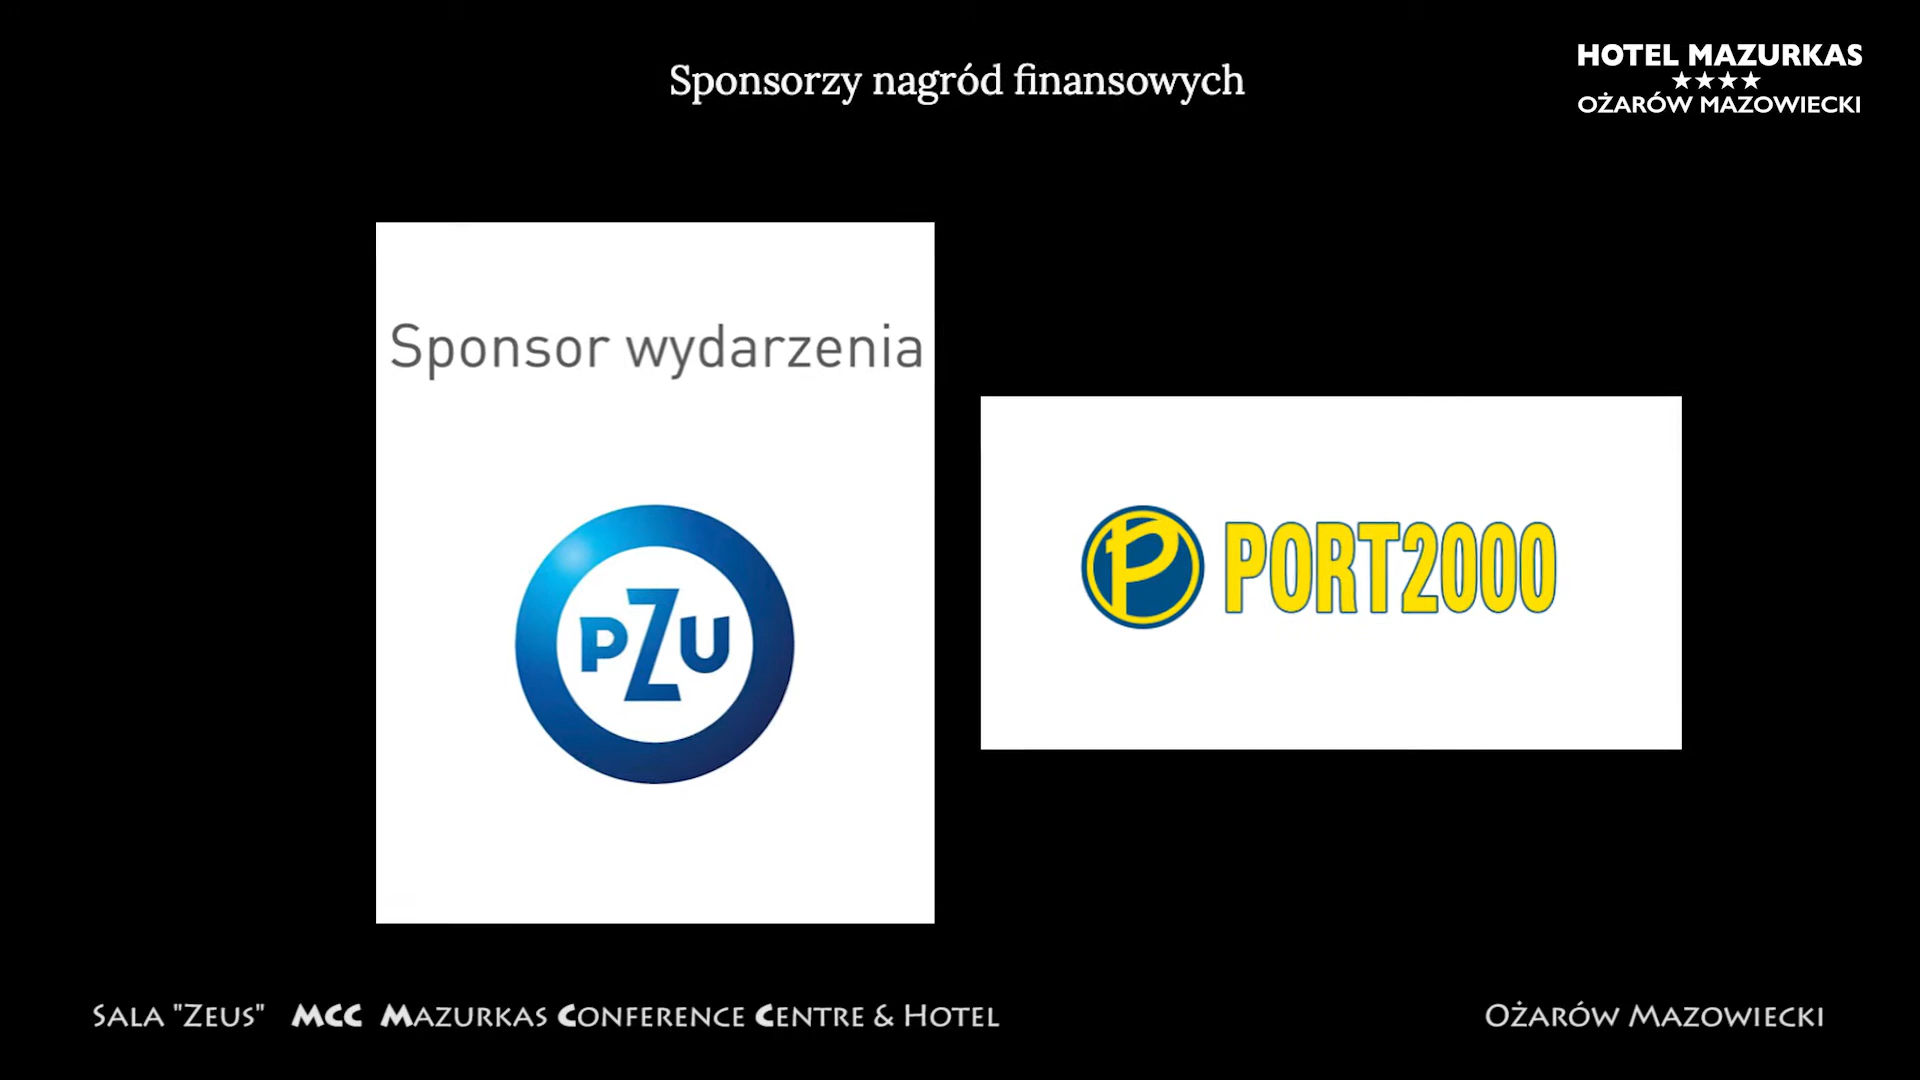 Sponsorzy nagród finansowych
HOTEL MAZURKAS
★★★★
OŻARÓW MAZOWIECKI
Sponsor wydarzenia
PZU
P PORT2000
SALA "ZEUS" MCC MAZURKAS CONFERENCE CENTRE & HOTEL
OŻARÓW MAZOWIECKI